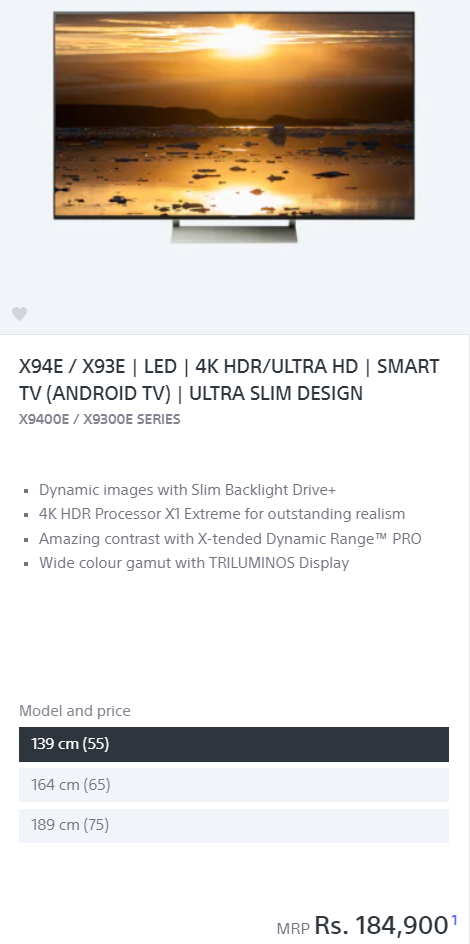 X94E / X93E | LED | 4K HDR/ULTRA HD | SMART
TV (ANDROID TV) | ULTRA SLIM DESIGN
X9400E / X9300E SERIES
Dynamic images with Slim Backlight Drive+
4K HDR Processor X1 Extreme for outstanding realism
Amazing contrast with X-tended Dynamic Range™ PRO
Wide colour gamut with TRILUMINOS Display
Model and price
139 cm (55)
164 cm (65)
189 cm (75)
MRP Rs. 184,900¹